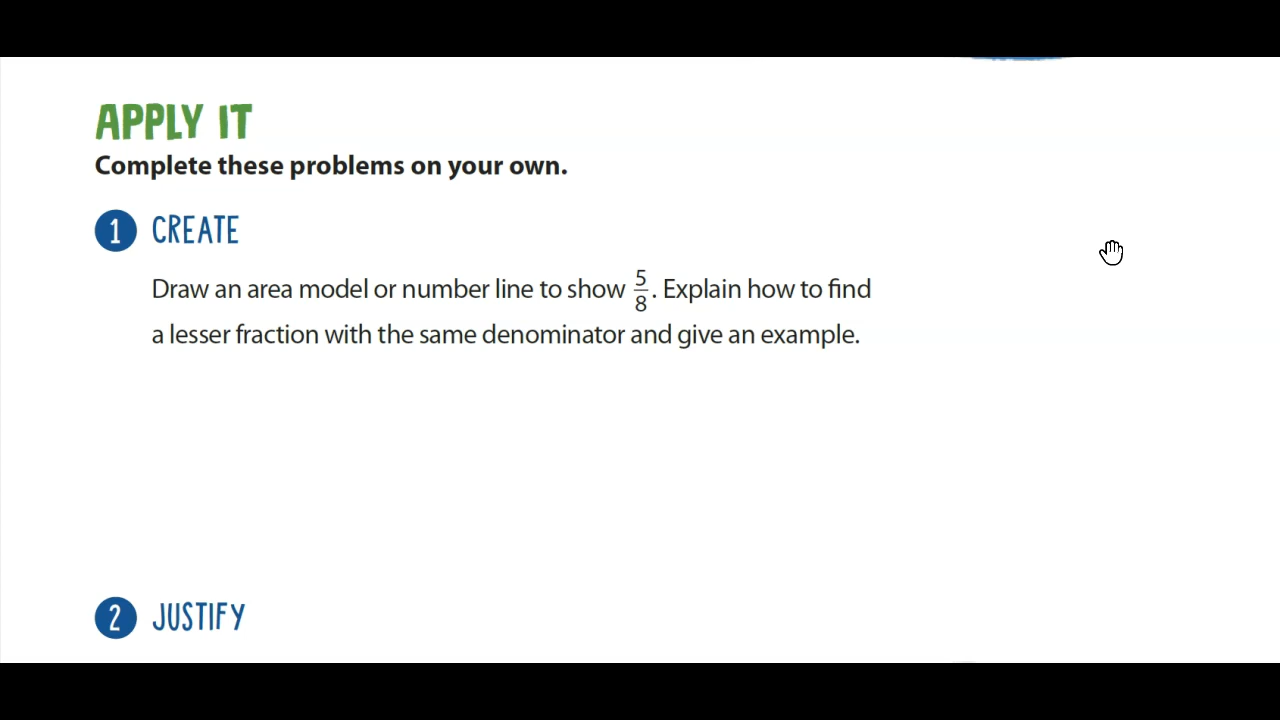 APPLY IT
Complete these problems on your own.
1 CREATE
Draw an area model or number line to show 5/8. Explain how to find
a lesser fraction with the same denominator and give an example.
2 JUSTIFY